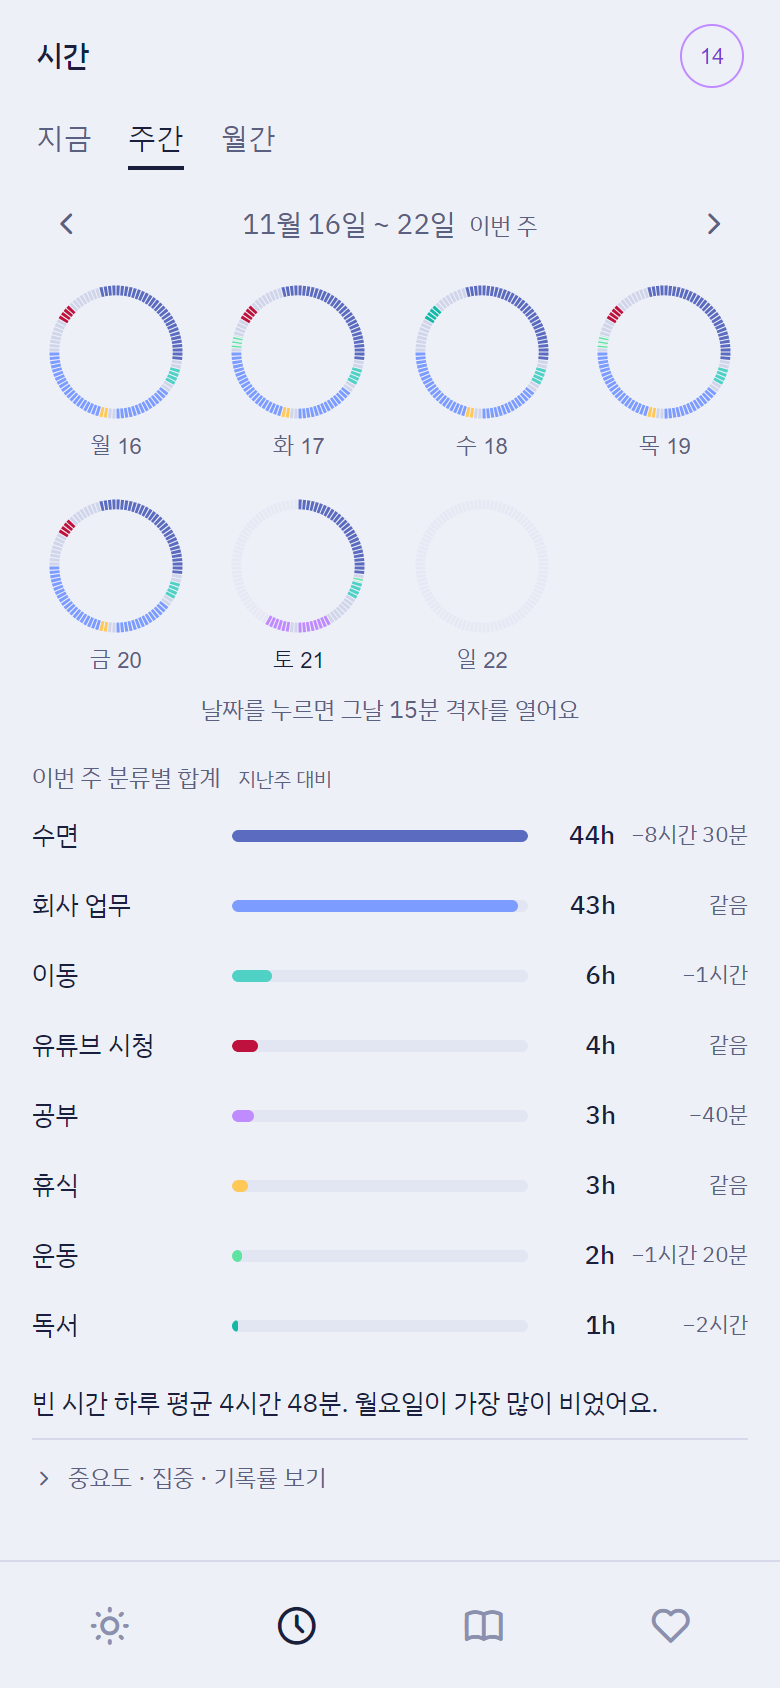 시간
14
지금 주간 월간
11월 16일 ~ 22일 이번 주
월 16 화 17 수 18 목 19
금 20 토 21 일 22
날짜를 누르면 그날 15분 격자를 열어요
이번 주 분류별 합계 지난주 대비
수면 44h −8시간 30분
회사 업무 43h 같음
이동 6h −1시간
유튜브 시청 4h 같음
공부 3h −40분
휴식 3h 같음
운동 2h −1시간 20분
독서 1h −2시간
빈 시간 하루 평균 4시간 48분. 월요일이 가장 많이 비었어요.
중요도 · 집중 · 기록률 보기